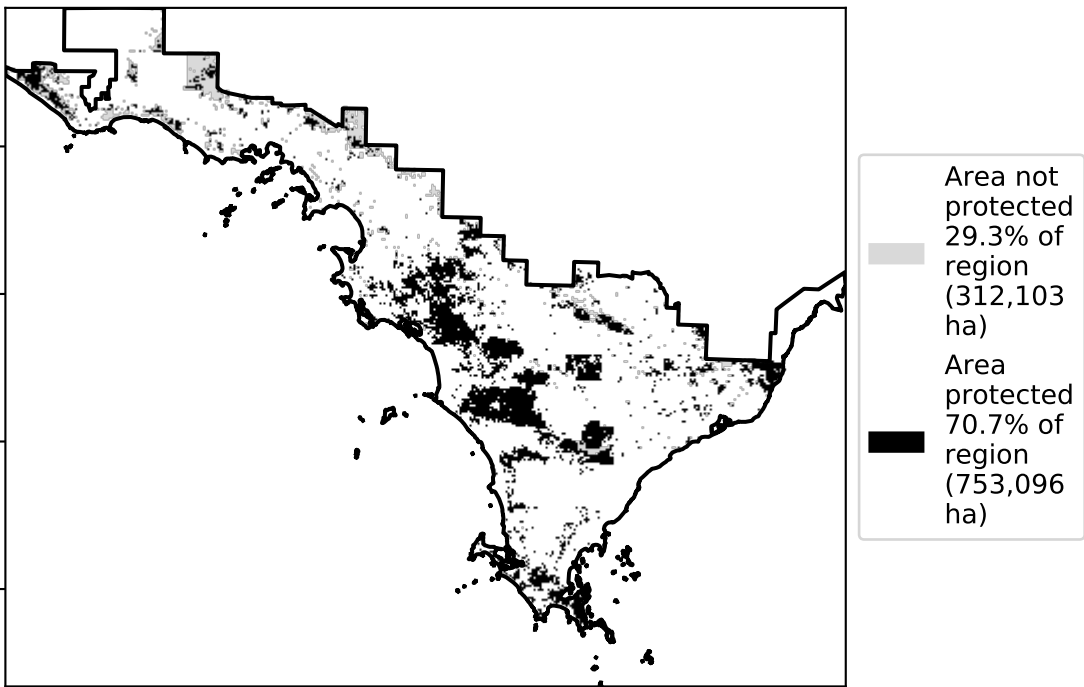 Area not
protected
29.3% of
region
(312,103
ha)
Area
protected
70.7% of
region
(753,096
ha)